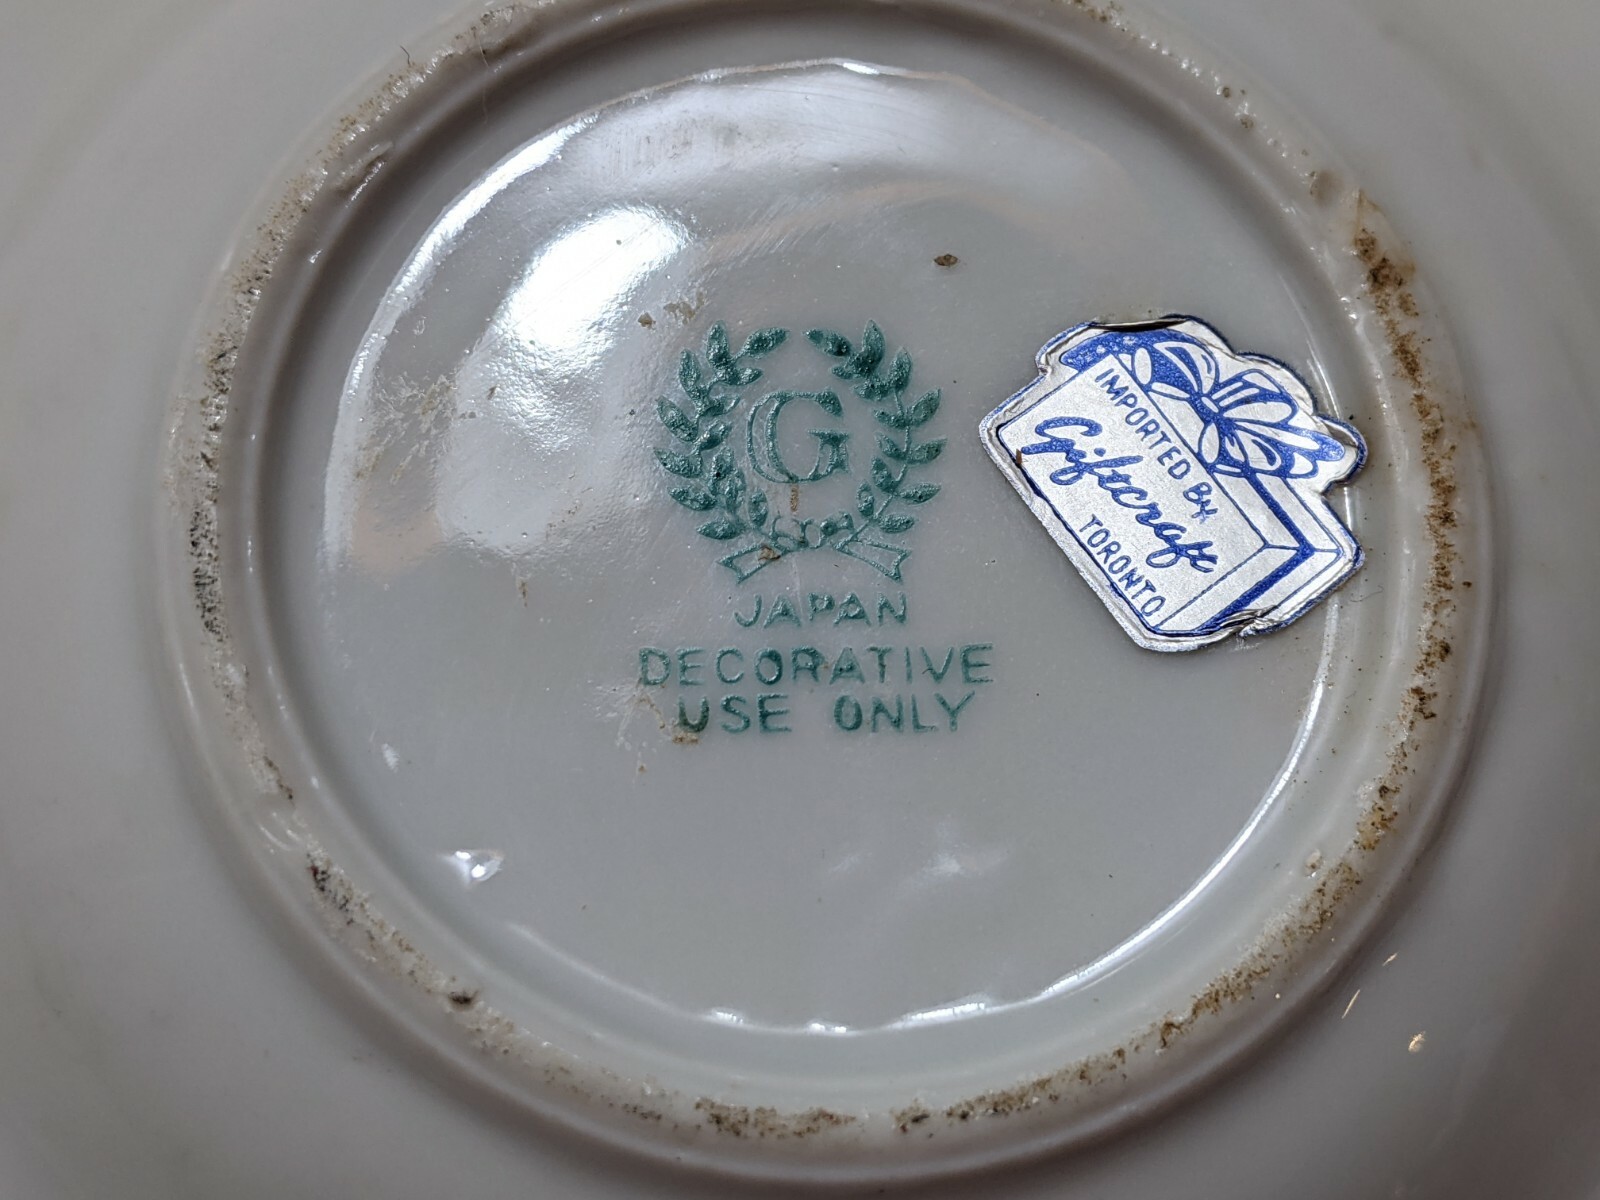 G
JAPAN
DECORATIVE
USE ONLY
IMPORTED By
Giftcraft
TORONTO